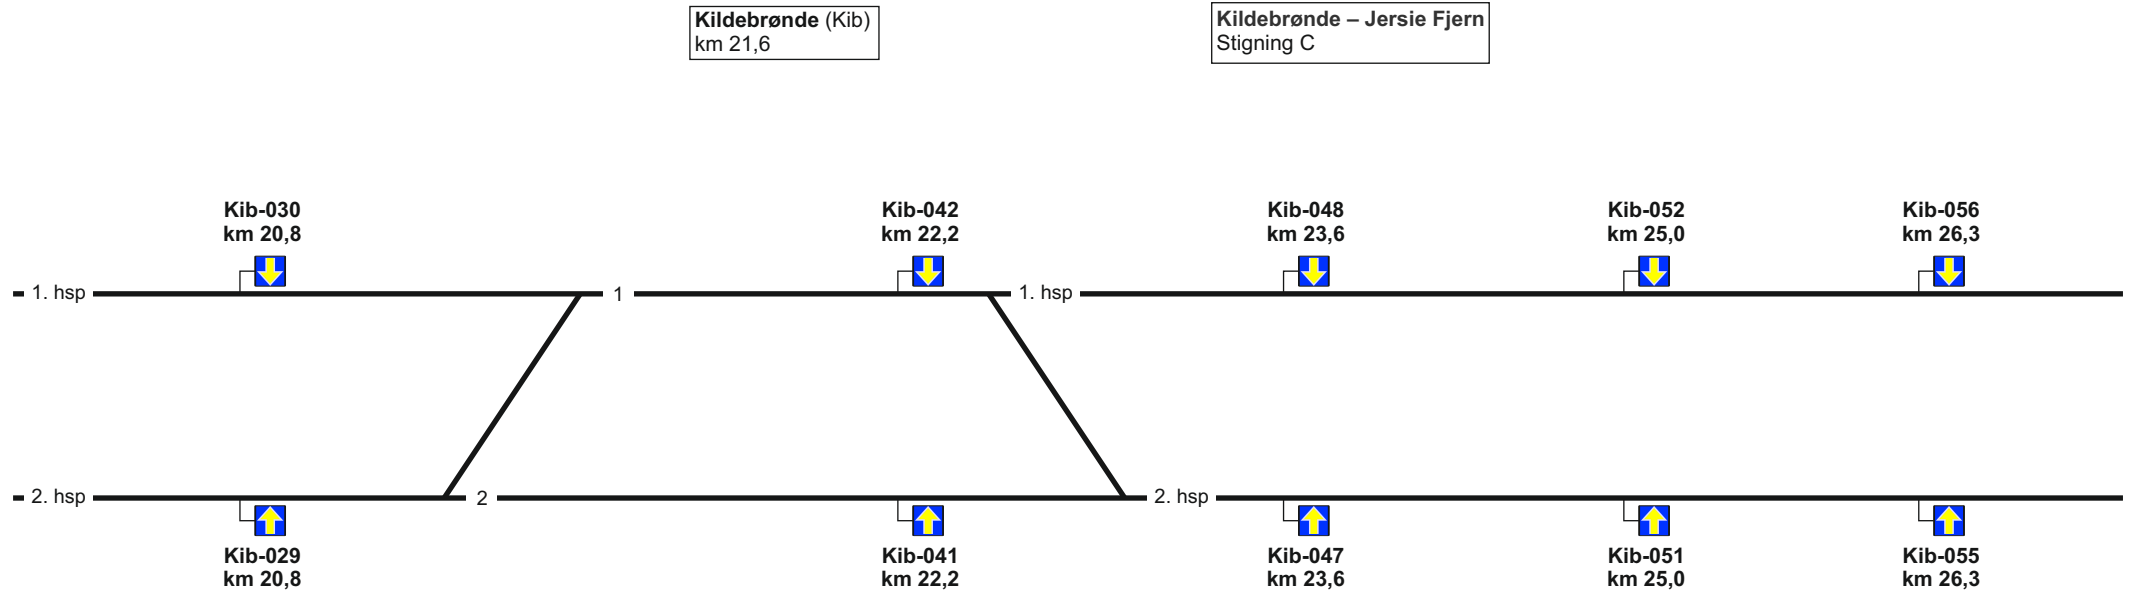 Kildebrønde (Kib)
km 21,6
Kildebrønde – Jersie Fjern
Stigning C
Kib-030
km 20,8
Kib-042
km 22,2
Kib-048
km 23,6
Kib-052
km 25,0
Kib-056
km 26,3
1. hsp
1
1. hsp
2. hsp
2
2. hsp
Kib-029
km 20,8
Kib-041
km 22,2
Kib-047
km 23,6
Kib-051
km 25,0
Kib-055
km 26,3